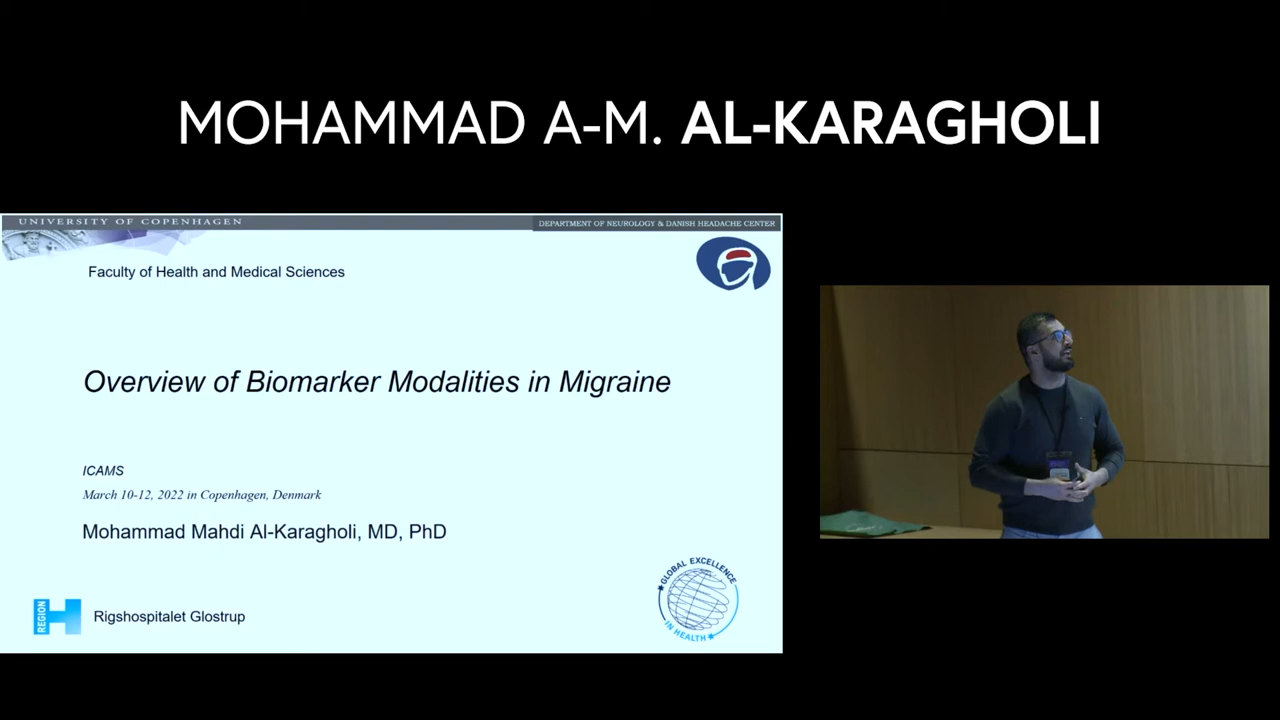 MOHAMMAD A-M. AL-KARAGHOLI
UNIVERSITY OF COPENHAGEN
DEPARTMENT OF NEUROLOGY & DANISH HEADACHE CENTER
Faculty of Health and Medical Sciences
Overview of Biomarker Modalities in Migraine
ICAMS
March 10-12, 2022 in Copenhagen, Denmark
Mohammad Mahdi Al-Karagholi, MD, PhD
GLOBAL EXCELLENCE
IN HEALTH
REGION H
Rigshospitalet Glostrup